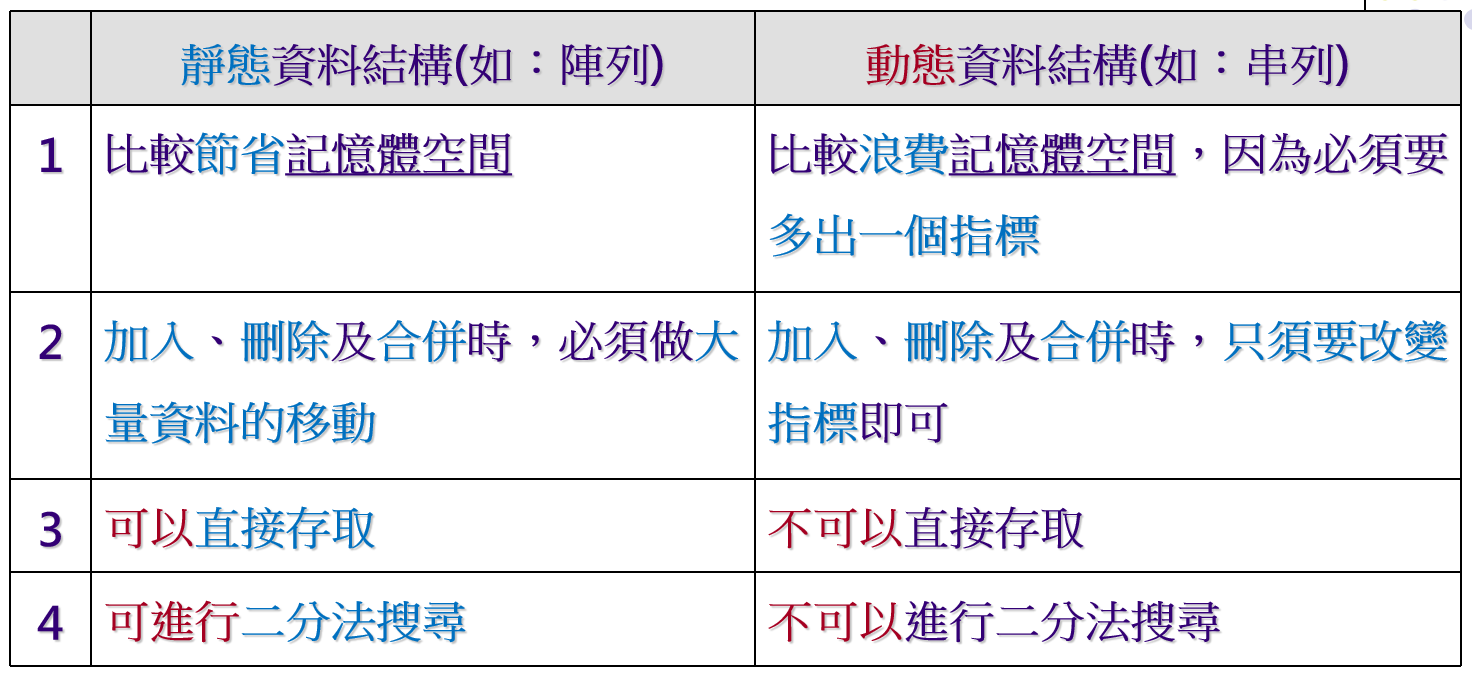 靜態資料結構(如：陣列)
動態資料結構(如：串列)
1
比較節省記憶體空間
比較浪費記憶體空間，因為必須要
多出一個指標
2
加入、刪除及合併時，必須做大
量資料的移動
加入、刪除及合併時，只須要改變
指標即可
3
可以直接存取
不可以直接存取
4
可進行二分法搜尋
不可以進行二分法搜尋